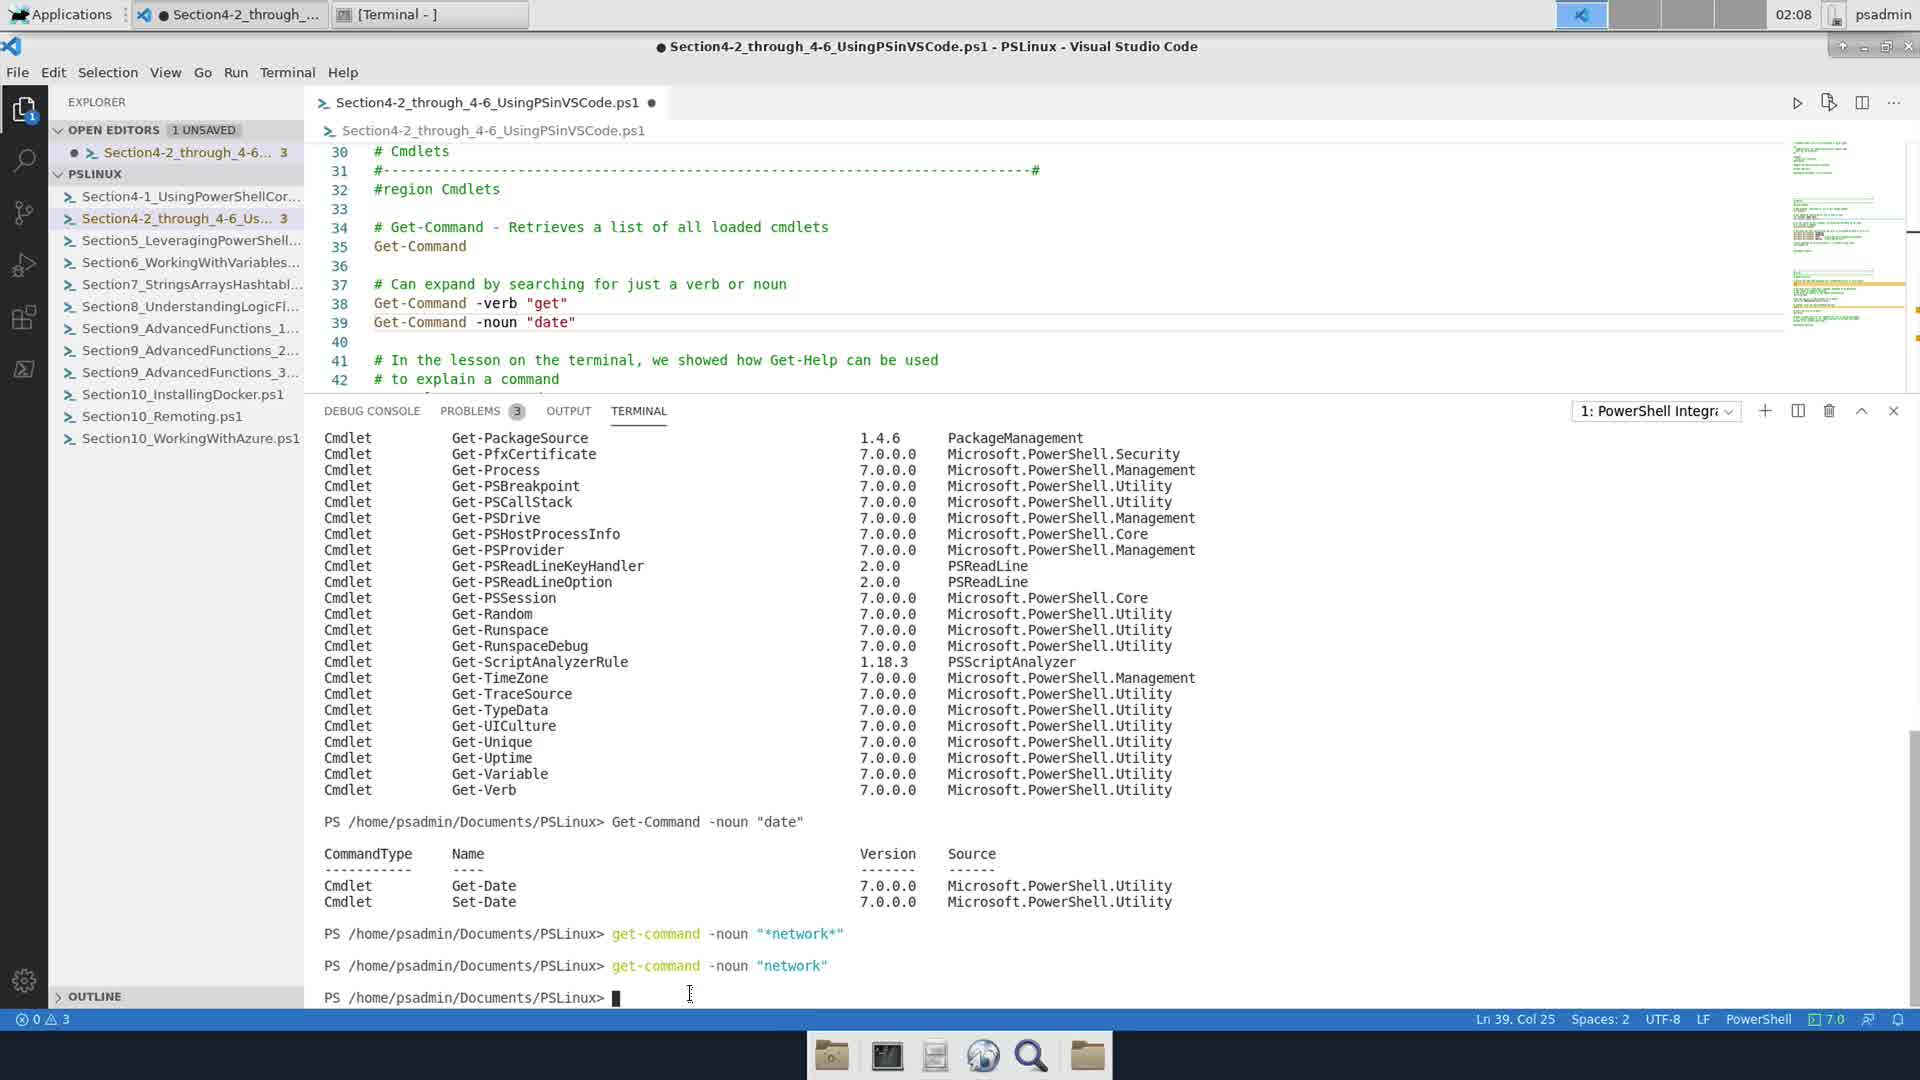 Applications
● Section4-2_through_...
[Terminal - ]
02:08
psadmin
● Section4-2_through_4-6_UsingPSinVSCode.ps1 - PSLinux - Visual Studio Code
File Edit Selection View Go Run Terminal Help
EXPLORER
OPEN EDITORS 1 UNSAVED
● Section4-2_through_4-6... 3
PSLINUX
Section4-1_UsingPowerShellCor...
Section4-2_through_4-6_Us... 3
Section5_LeveragingPowerShell...
Section6_WorkingWithVariables...
Section7_StringsArraysHashtabl...
Section8_UnderstandingLogicFl...
Section9_AdvancedFunctions_1...
Section9_AdvancedFunctions_2...
Section9_AdvancedFunctions_3...
Section10_InstallingDocker.ps1
Section10_Remoting.ps1
Section10_WorkingWithAzure.ps1
OUTLINE
1
Section4-2_through_4-6_UsingPSinVSCode.ps1 ●
Section4-2_through_4-6_UsingPSinVSCode.ps1
30 # Cmdlets
31 #-----------------------------------------------------------------------------#
32 #region Cmdlets
33
34 # Get-Command - Retrieves a list of all loaded cmdlets
35 Get-Command
36
37 # Can expand by searching for just a verb or noun
38 Get-Command -verb "get"
39 Get-Command -noun "date"
40
41 # In the lesson on the terminal, we showed how Get-Help can be used
42 # to explain a command
DEBUG CONSOLE PROBLEMS 3 OUTPUT TERMINAL
1: PowerShell Integra
Cmdlet Get-PackageSource 1.4.6 PackageManagement
Cmdlet Get-PfxCertificate 7.0.0.0 Microsoft.PowerShell.Security
Cmdlet Get-Process 7.0.0.0 Microsoft.PowerShell.Management
Cmdlet Get-PSBreakpoint 7.0.0.0 Microsoft.PowerShell.Utility
Cmdlet Get-PSCallStack 7.0.0.0 Microsoft.PowerShell.Utility
Cmdlet Get-PSDrive 7.0.0.0 Microsoft.PowerShell.Management
Cmdlet Get-PSHostProcessInfo 7.0.0.0 Microsoft.PowerShell.Core
Cmdlet Get-PSProvider 7.0.0.0 Microsoft.PowerShell.Management
Cmdlet Get-PSReadLineKeyHandler 2.0.0 PSReadLine
Cmdlet Get-PSReadLineOption 2.0.0 PSReadLine
Cmdlet Get-PSSession 7.0.0.0 Microsoft.PowerShell.Core
Cmdlet Get-Random 7.0.0.0 Microsoft.PowerShell.Utility
Cmdlet Get-Runspace 7.0.0.0 Microsoft.PowerShell.Utility
Cmdlet Get-RunspaceDebug 7.0.0.0 Microsoft.PowerShell.Utility
Cmdlet Get-ScriptAnalyzerRule 1.18.3 PSScriptAnalyzer
Cmdlet Get-TimeZone 7.0.0.0 Microsoft.PowerShell.Management
Cmdlet Get-TraceSource 7.0.0.0 Microsoft.PowerShell.Utility
Cmdlet Get-TypeData 7.0.0.0 Microsoft.PowerShell.Utility
Cmdlet Get-UICulture 7.0.0.0 Microsoft.PowerShell.Utility
Cmdlet Get-Unique 7.0.0.0 Microsoft.PowerShell.Utility
Cmdlet Get-Uptime 7.0.0.0 Microsoft.PowerShell.Utility
Cmdlet Get-Variable 7.0.0.0 Microsoft.PowerShell.Utility
Cmdlet Get-Verb 7.0.0.0 Microsoft.PowerShell.Utility
PS /home/psadmin/Documents/PSLinux> Get-Command -noun "date"
CommandType Name Version Source
----------- ---- ------- ------
Cmdlet Get-Date 7.0.0.0 Microsoft.PowerShell.Utility
Cmdlet Set-Date 7.0.0.0 Microsoft.PowerShell.Utility
PS /home/psadmin/Documents/PSLinux> get-command -noun "*network*"
PS /home/psadmin/Documents/PSLinux> get-command -noun "network"
PS /home/psadmin/Documents/PSLinux>
0 3
Ln 39, Col 25 Spaces: 2 UTF-8 LF PowerShell 7.0